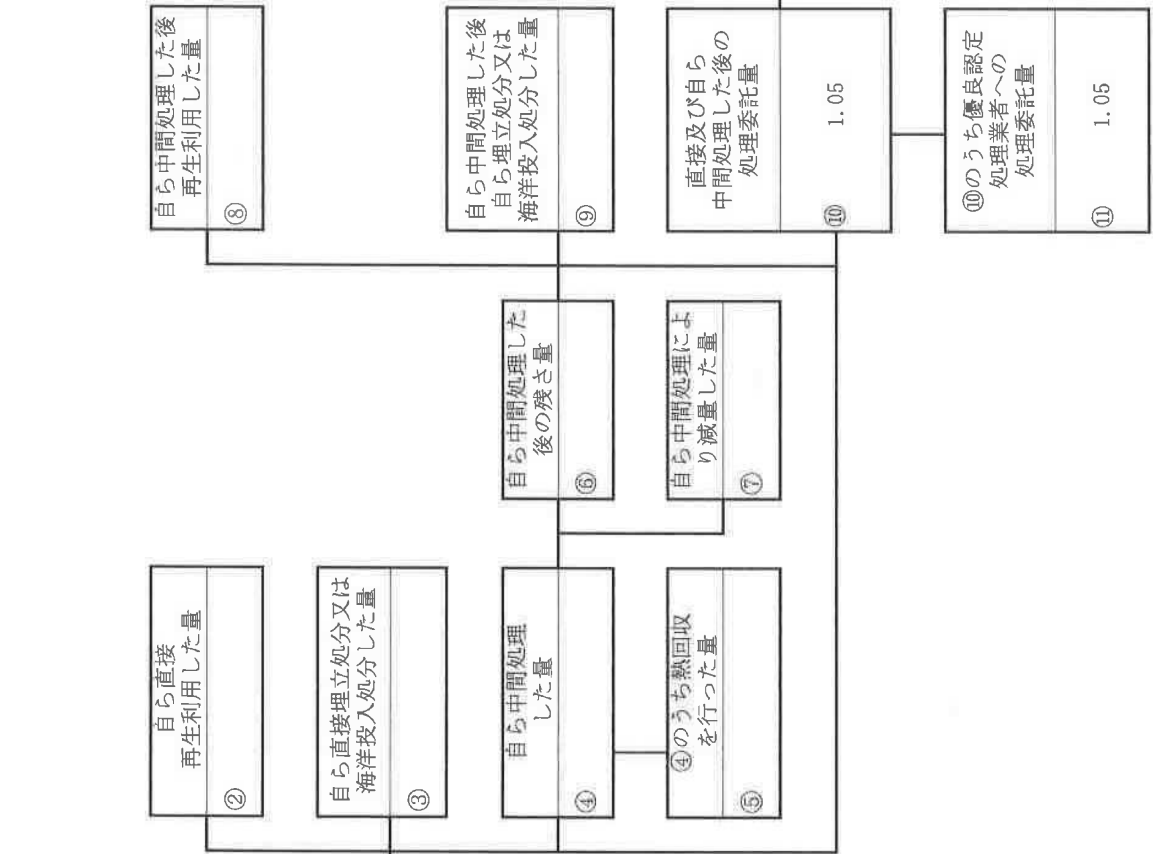 自ら直接
再生利用した量
②
自ら直接埋立処分又は
海洋投入処分した量
③
自ら中間処理
した量
④
④のうち熱回収
を行った量
⑤
自ら中間処理した
後の残さ量
⑥
自ら中間処理によ
り減量した量
⑦
自ら中間処理した後
再生利用した量
⑧
自ら中間処理した後
自ら埋立処分又は
海洋投入処分した量
⑨
直接及び自ら
中間処理した後の
処理委託量
⑩ 1.05
⑩のうち優良認定
処理業者への
処理委託量
⑪ 1.05